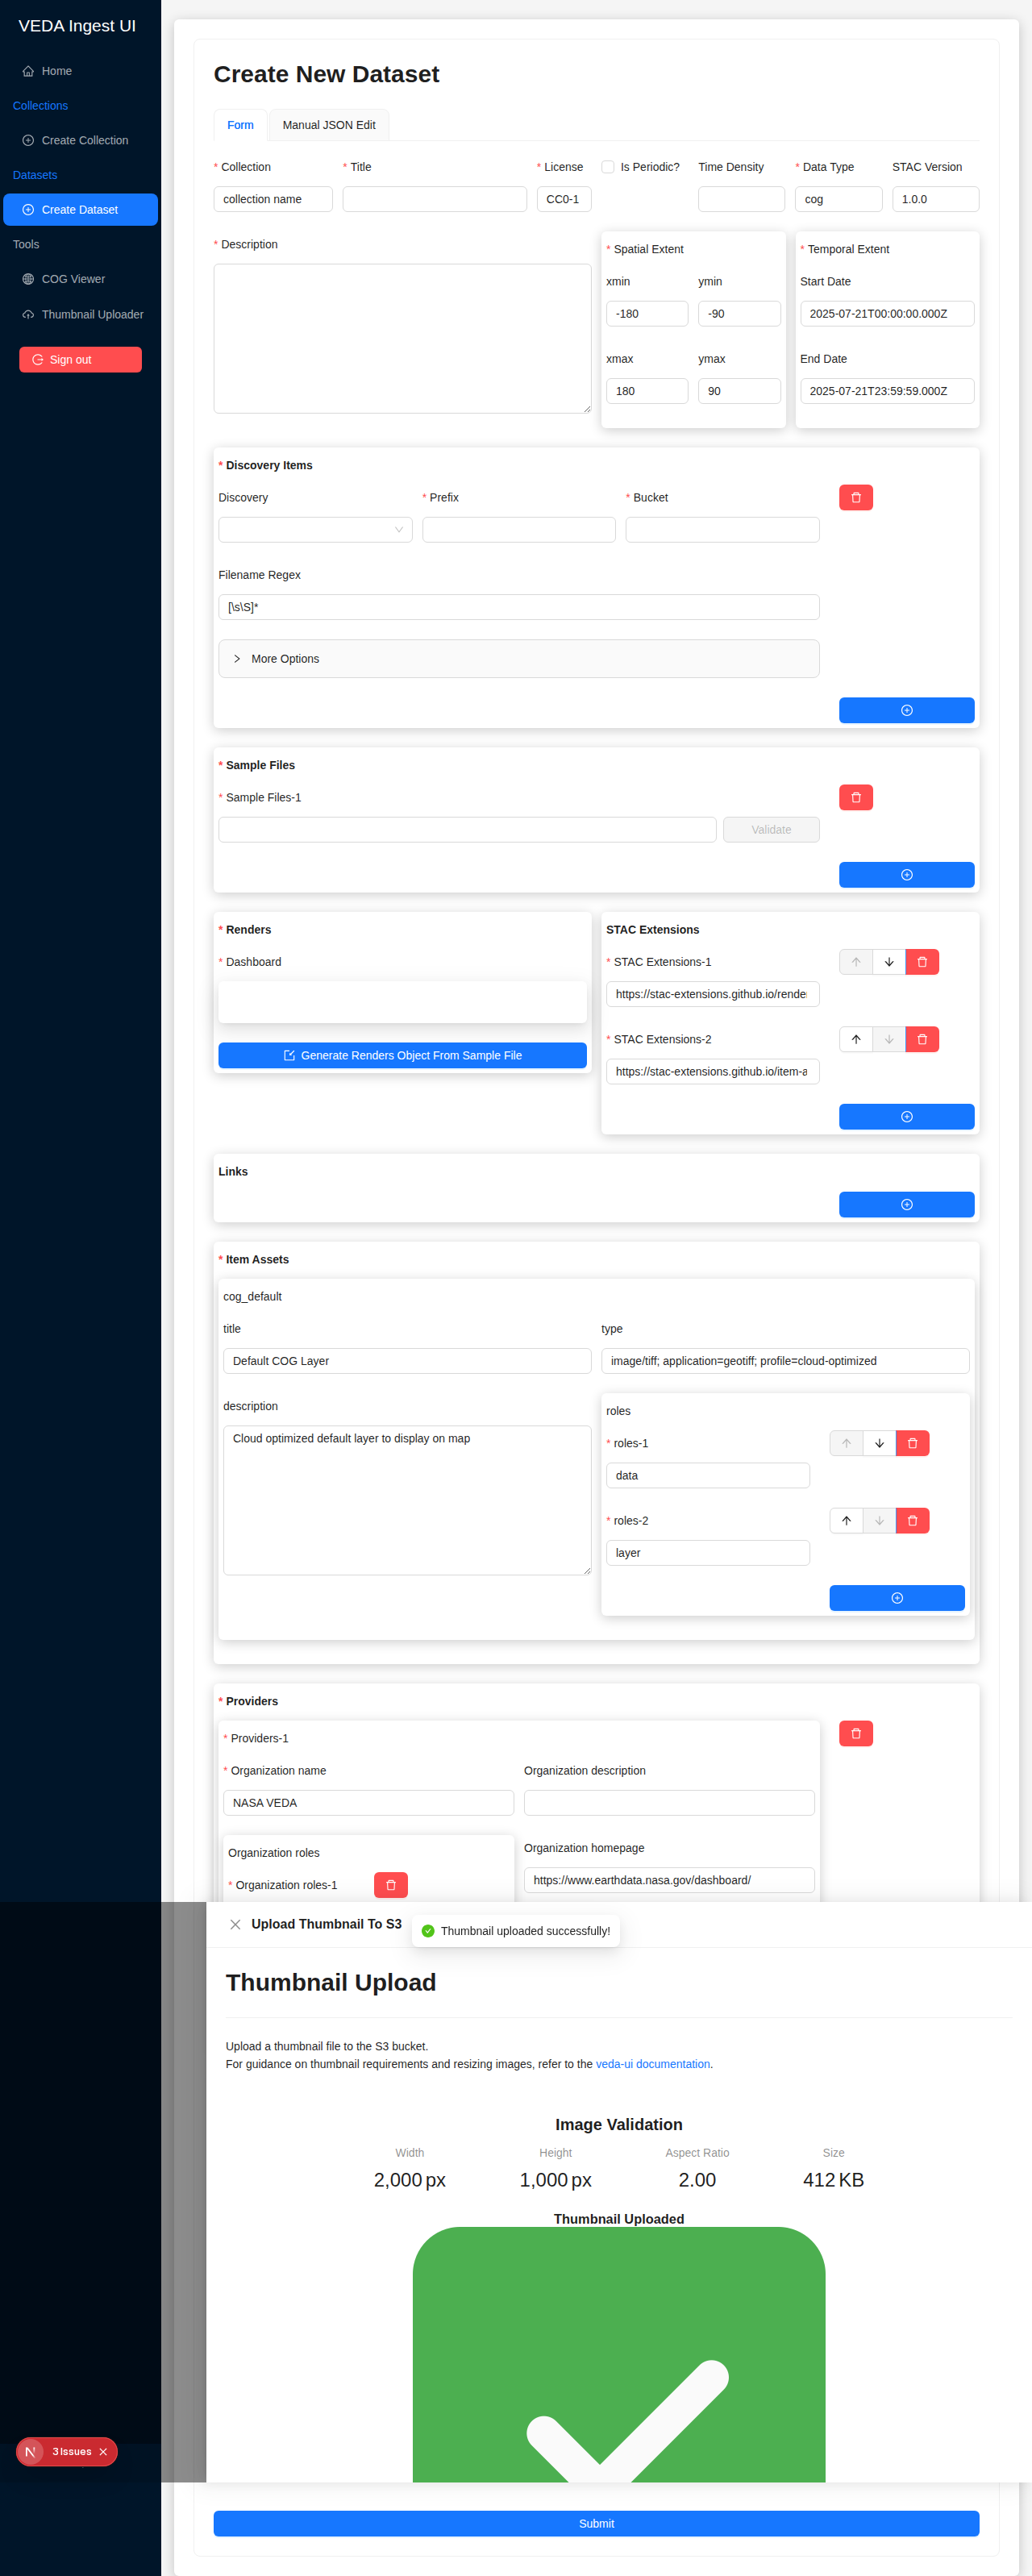 VEDA Ingest UI
Home
Collections
Create Collection
Datasets
Create Dataset
Tools
COG Viewer
Thumbnail Uploader
Sign out
Create New Dataset
Form
Manual JSON Edit
* Collection
* Title
* License
Is Periodic?
Time Density
* Data Type
STAC Version
collection name
CC0-1
cog
1.0.0
* Description
* Spatial Extent
xmin
ymin
-180
-90
xmax
ymax
180
90
* Temporal Extent
Start Date
2025-07-21T00:00:00.000Z
End Date
2025-07-21T23:59:59.000Z
* Discovery Items
Discovery
* Prefix
* Bucket
Filename Regex
[\s\S]*
More Options
* Sample Files
* Sample Files-1
Validate
* Renders
* Dashboard
Generate Renders Object From Sample File
STAC Extensions
* STAC Extensions-1
https://stac-extensions.github.io/render
* STAC Extensions-2
https://stac-extensions.github.io/item-a
Links
* Item Assets
cog_default
title
type
Default COG Layer
image/tiff; application=geotiff; profile=cloud-optimized
description
Cloud optimized default layer to display on map
roles
* roles-1
data
* roles-2
layer
* Providers
* Providers-1
* Organization name
Organization description
NASA VEDA
Organization roles
* Organization roles-1
Organization homepage
https://www.earthdata.nasa.gov/dashboard/
Upload Thumbnail To S3
Thumbnail uploaded successfully!
Thumbnail Upload
Upload a thumbnail file to the S3 bucket.
For guidance on thumbnail requirements and resizing images, refer to the veda-ui documentation.
Image Validation
Width
Height
Aspect Ratio
Size
2,000 px
1,000 px
2.00
412 KB
Thumbnail Uploaded
N
3 Issues
Submit